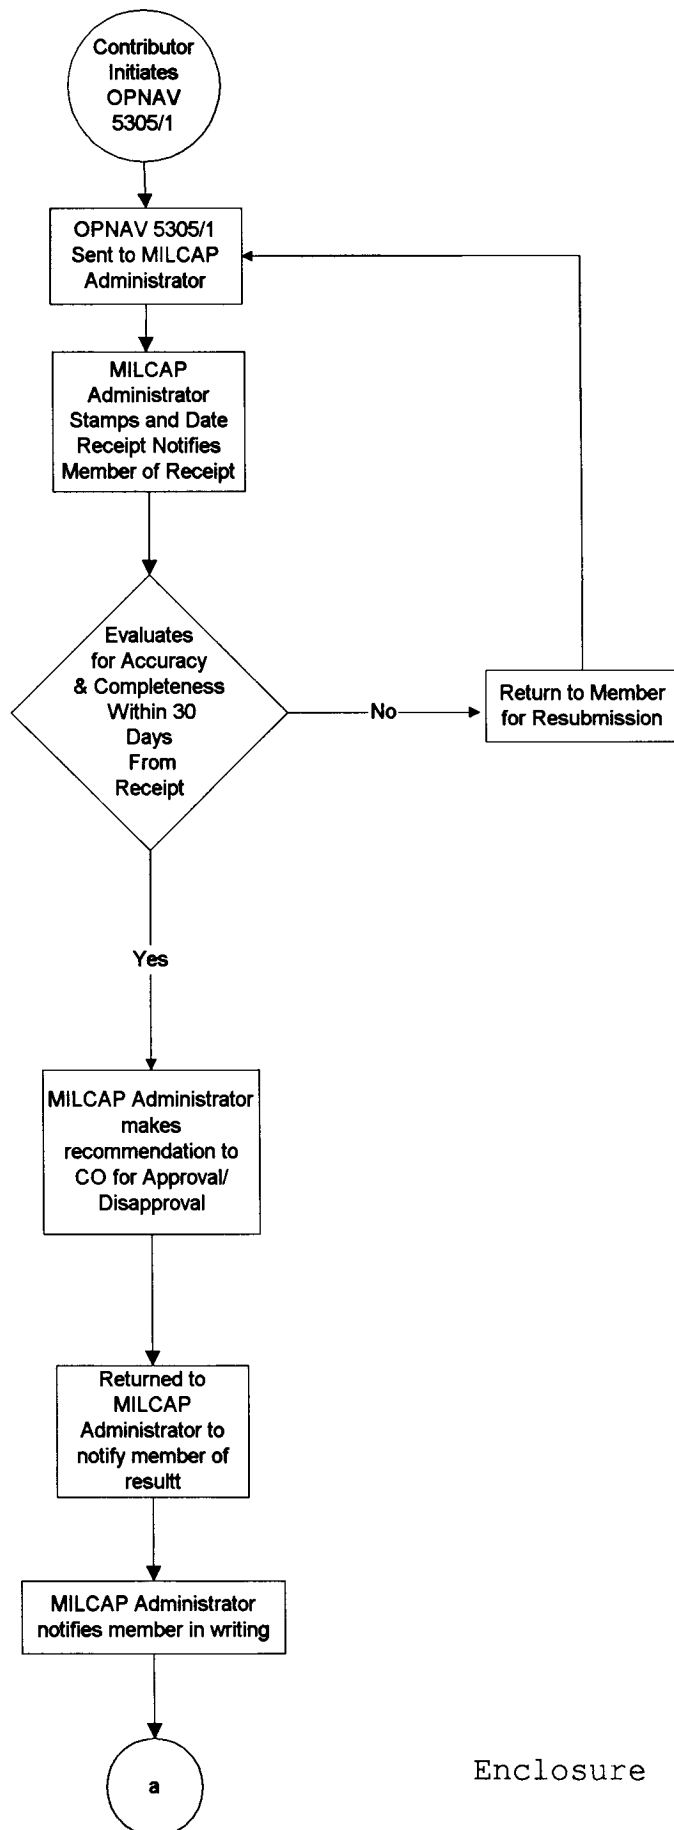 Contributor
Initiates
OPNAV
5305/1
OPNAV 5305/1
Sent to MILCAP
Administrator
MILCAP
Administrator
Stamps and Date
Receipt Notifies
Member of Receipt
Evaluates
for Accuracy
& Completeness
Within 30
Days
From
Receipt
No
Return to Member
for Resubmission
Yes
MILCAP Administrator
makes
recommendation to
CO for Approval/
Disapproval
Returned to
MILCAP
Administrator to
notify member of
resultt
MILCAP Administrator
notifies member in writing
a
Enclosure